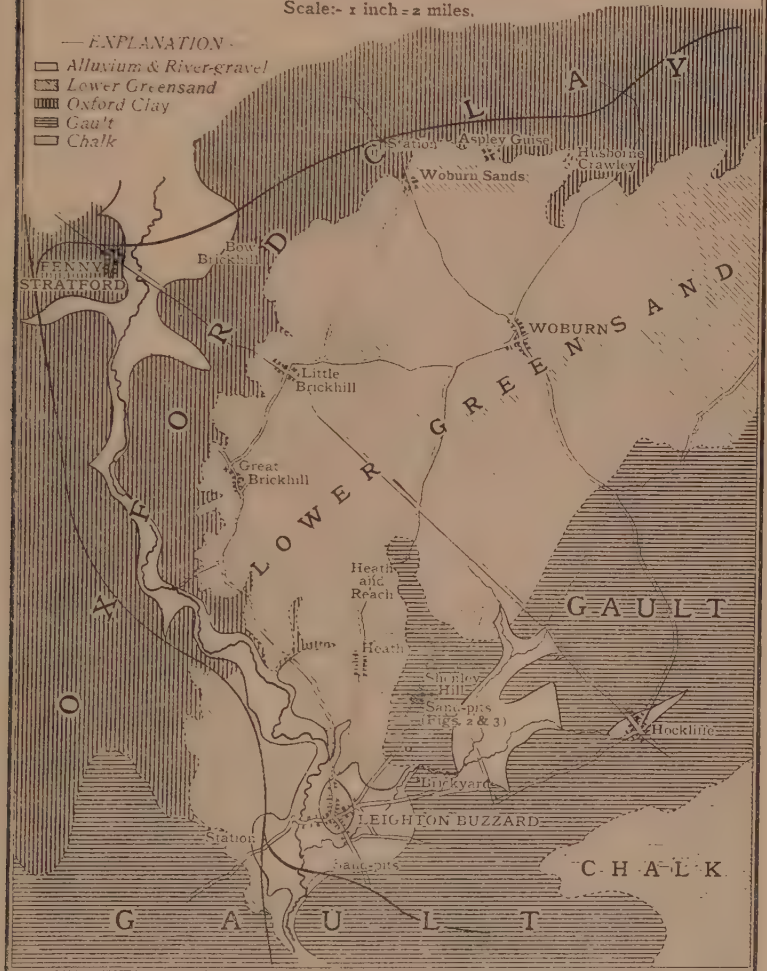 Scale:- 1 inch = 2 miles.
— EXPLANATION -
Alluvium & River-gravel
Lower Greensand
Oxford Clay
Gault
Chalk
OXFORD CLAY
Station
Aspley Guise
Husborne
Crawley
Woburn Sands
Bow
Brickhill
FENNY
STRATFORD
WOBURN
Little
Brickhill
LOWER GREENSAND
Great
Brickhill
Heath
and
Reach
GAULT
Heath
Shenley
Hill
Sand-pits
(Figs. 2 & 3)
Hockliffe
Brickyard
LEIGHTON BUZZARD
Station
Sand-pits
CHALK
GAULT